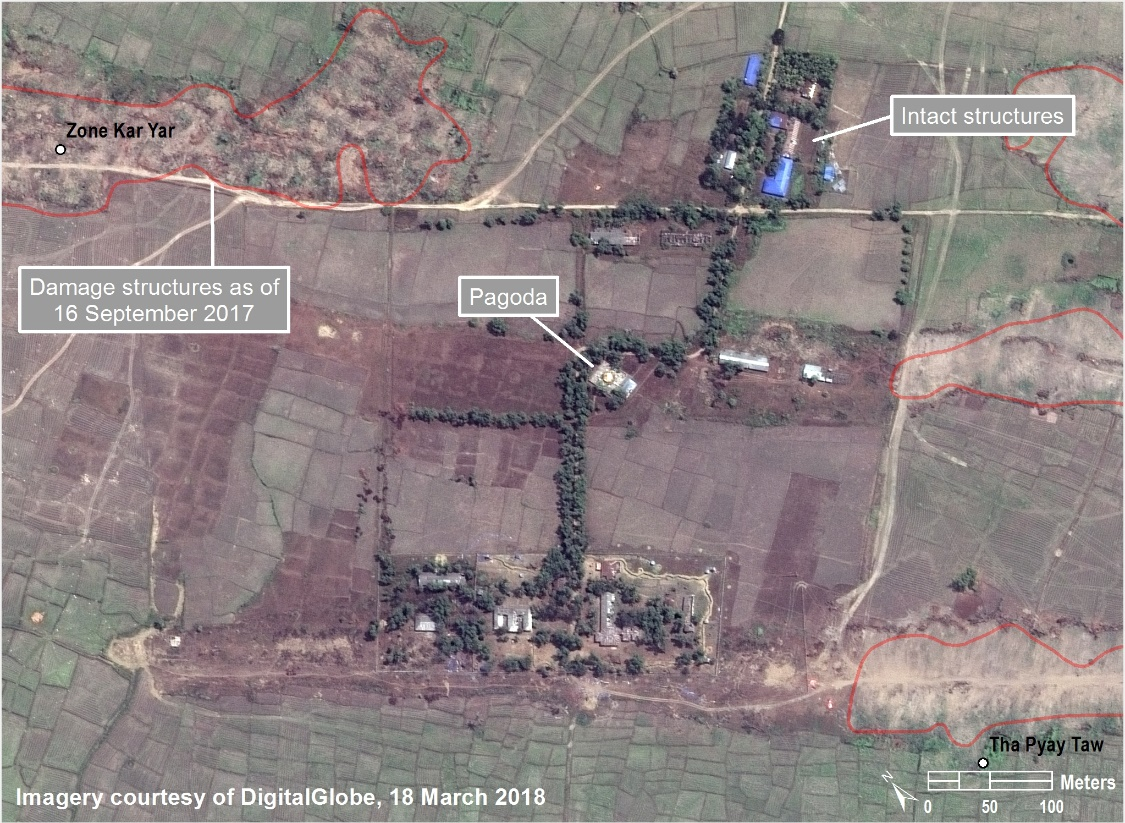 Zone Kar Yar
Intact structures
Damage structures as of
16 September 2017
Pagoda
Tha Pyay Taw
N
Meters
0 50 100
Imagery courtesy of DigitalGlobe, 18 March 2018